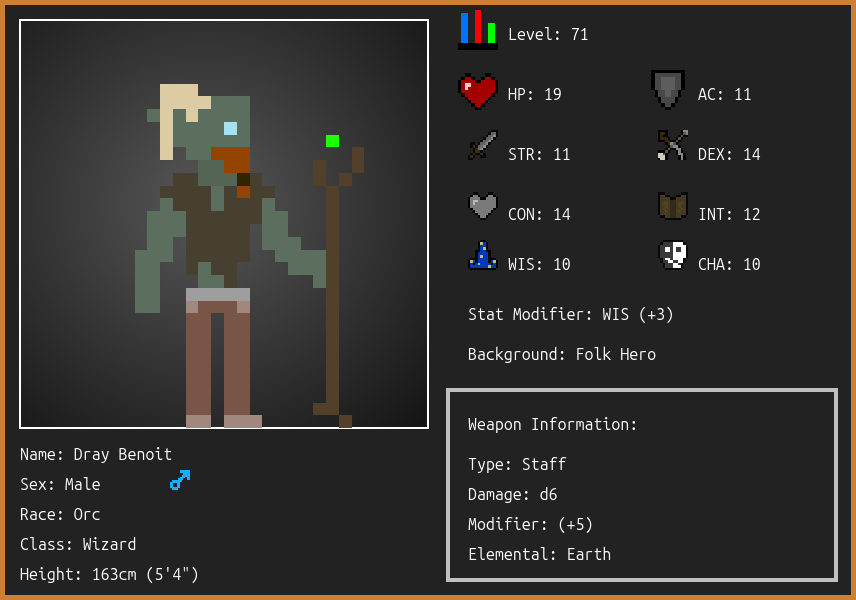 Level: 71
HP: 19
AC: 11
STR: 11
DEX: 14
CON: 14
INT: 12
WIS: 10
CHA: 10
Stat Modifier: WIS (+3)
Background: Folk Hero
Weapon Information:
Type: Staff
Damage: d6
Modifier: (+5)
Elemental: Earth
Name: Dray Benoit
Sex: Male
Race: Orc
Class: Wizard
Height: 163cm (5'4")